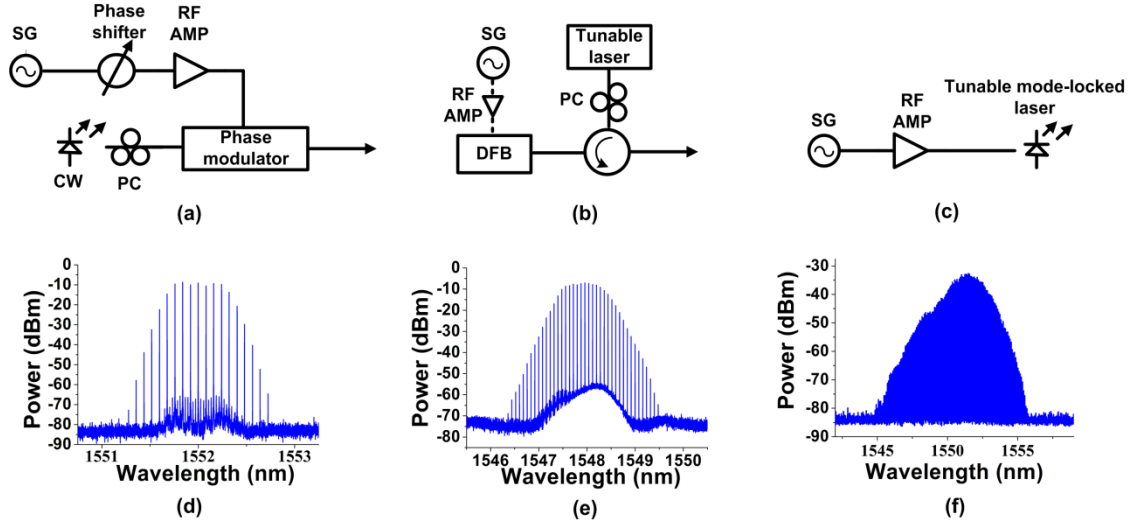 SG
Phase
shifter
RF
AMP
Phase
modulator
CW
PC
(a)
SG
RF
AMP
DFB
Tunable
laser
PC
(b)
SG
RF
AMP
Tunable mode-locked
laser
(c)
Power (dBm)
0
-10
-20
-30
-40
-50
-60
-70
-80
-90
1551
1552
1553
Wavelength (nm)
(d)
Power (dBm)
0
-10
-20
-30
-40
-50
-60
-70
-80
1546
1547
1548
1549
1550
Wavelength (nm)
(e)
Power (dBm)
-30
-40
-50
-60
-70
-80
-90
1545
1550
1555
Wavelength (nm)
(f)